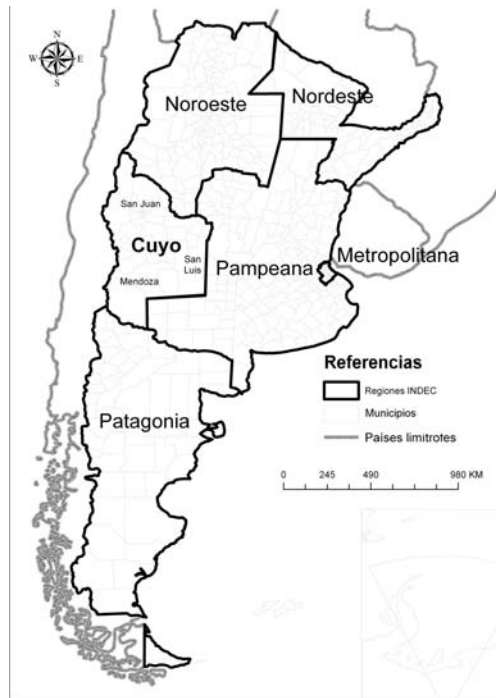 N
W E
S
Noroeste
Nordeste
San Juan
Cuyo
San
Luis
Mendoza
Pampeana
Metropolitana
Patagonia
Referencias
Regiones INDEC
Municipios
Países limitrotes
0 245 490 980 KM